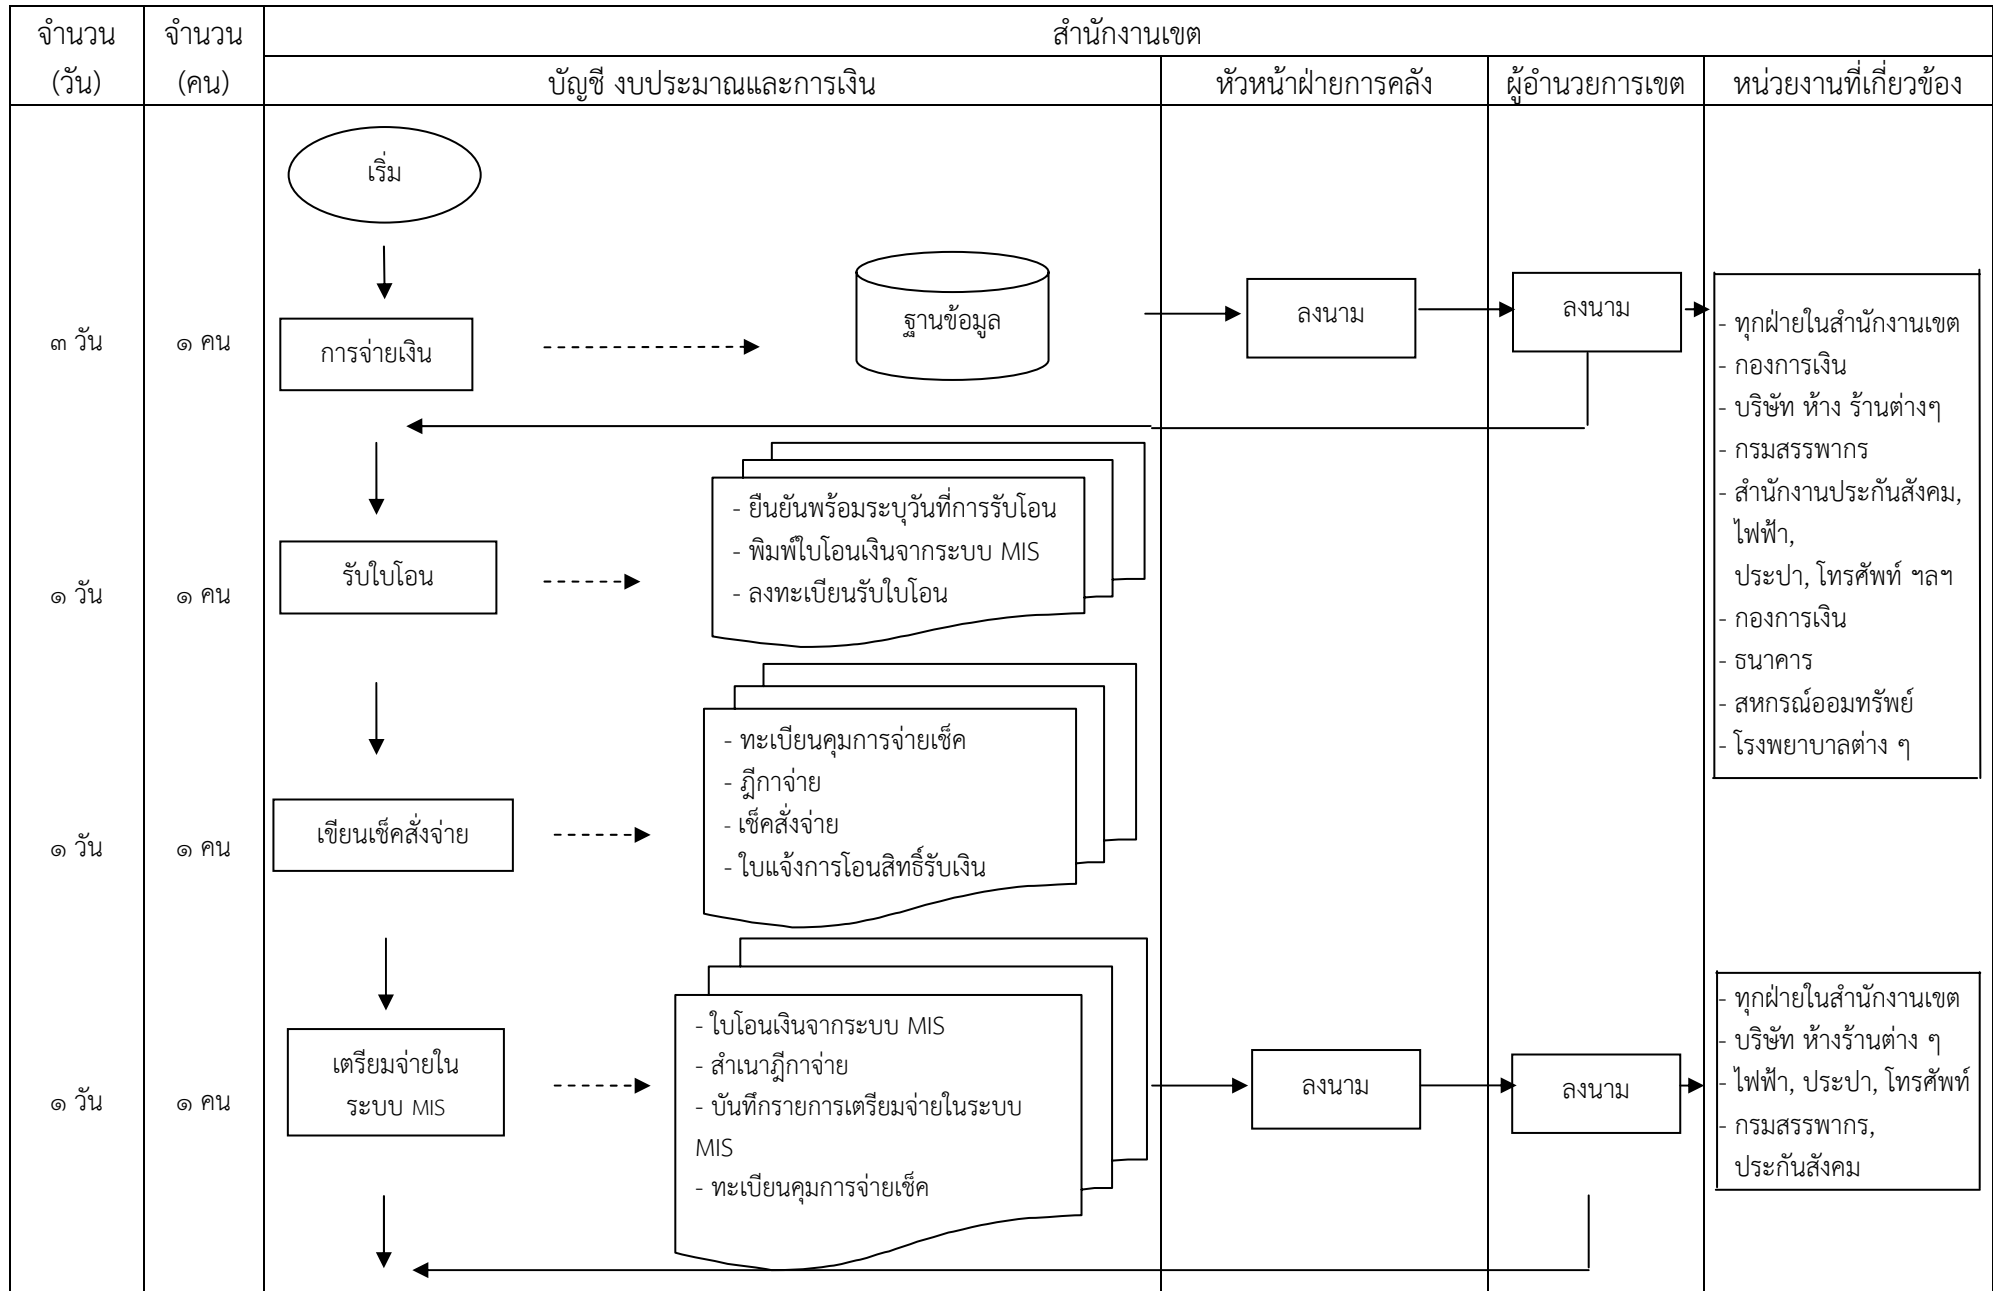 จำนวน
(วัน)
จำนวน
(คน)
สำนักงานเขต
บัญชี งบประมาณและการเงิน
หัวหน้าฝ่ายการคลัง
ผู้อำนวยการเขต
หน่วยงานที่เกี่ยวข้อง
เริ่ม
๓ วัน
๑ คน
การจ่ายเงิน
ฐานข้อมูล
ลงนาม
ลงนาม
- ทุกฝ่ายในสำนักงานเขต
- กองการเงิน
- บริษัท ห้าง ร้านต่างๆ
- กรมสรรพากร
- สำนักงานประกันสังคม,
ไฟฟ้า,
ประปา, โทรศัพท์ ฯลฯ
- กองการเงิน
- ธนาคาร
- สหกรณ์ออมทรัพย์
- โรงพยาบาลต่าง ๆ
๑ วัน
๑ คน
รับใบโอน
- ยืนยันพร้อมระบุวันที่การรับโอน
- พิมพ์ใบโอนเงินจากระบบ MIS
- ลงทะเบียนรับใบโอน
๑ วัน
๑ คน
เขียนเช็คสั่งจ่าย
- ทะเบียนคุมการจ่ายเช็ค
- ฎีกาจ่าย
- เช็คสั่งจ่าย
- ใบแจ้งการโอนสิทธิ์รับเงิน
๑ วัน
๑ คน
เตรียมจ่ายใน
ระบบ MIS
- ใบโอนเงินจากระบบ MIS
- สำเนาฎีกาจ่าย
- บันทึกรายการเตรียมจ่ายในระบบ
MIS
- ทะเบียนคุมการจ่ายเช็ค
ลงนาม
ลงนาม
- ทุกฝ่ายในสำนักงานเขต
- บริษัท ห้างร้านต่าง ๆ
- ไฟฟ้า, ประปา, โทรศัพท์
- กรมสรรพากร,
ประกันสังคม